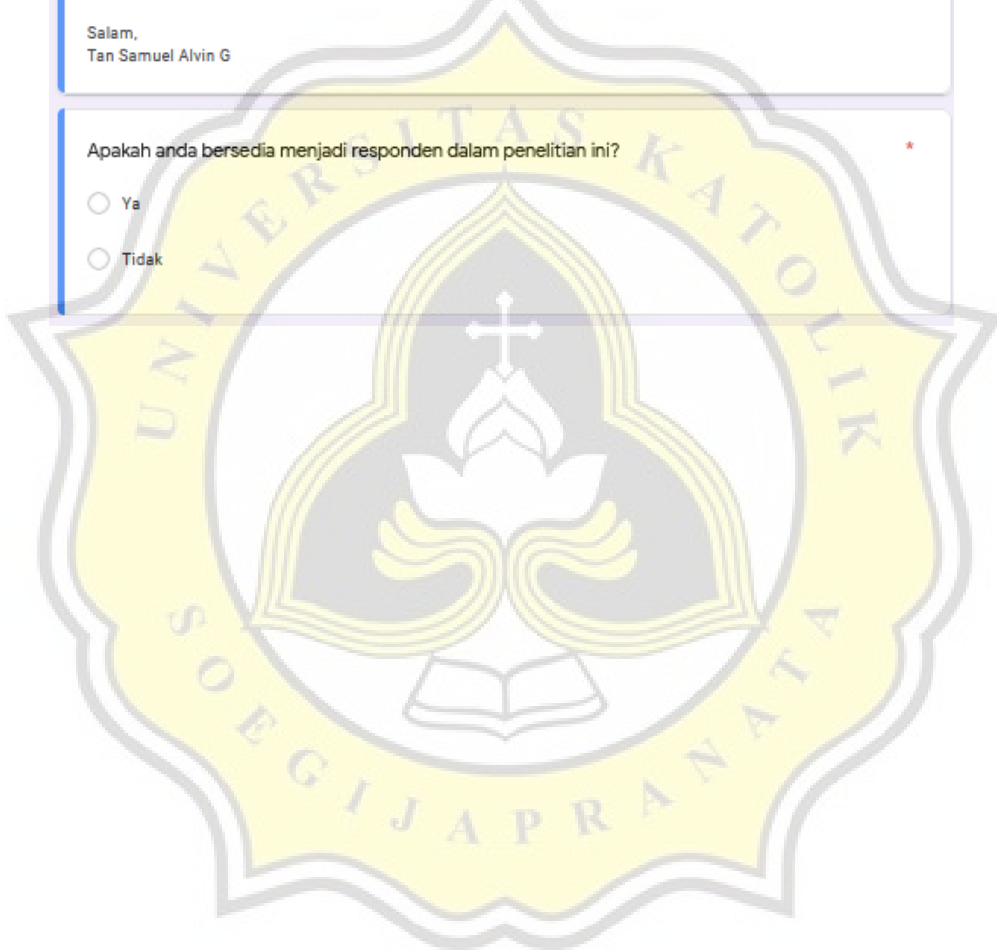 Salam,
Tan Samuel Alvin G
Apakah anda bersedia menjadi responden dalam penelitian ini? *
Ya
Tidak
UNIVERSITAS KATOLIK
SOEGIJAPRANATA